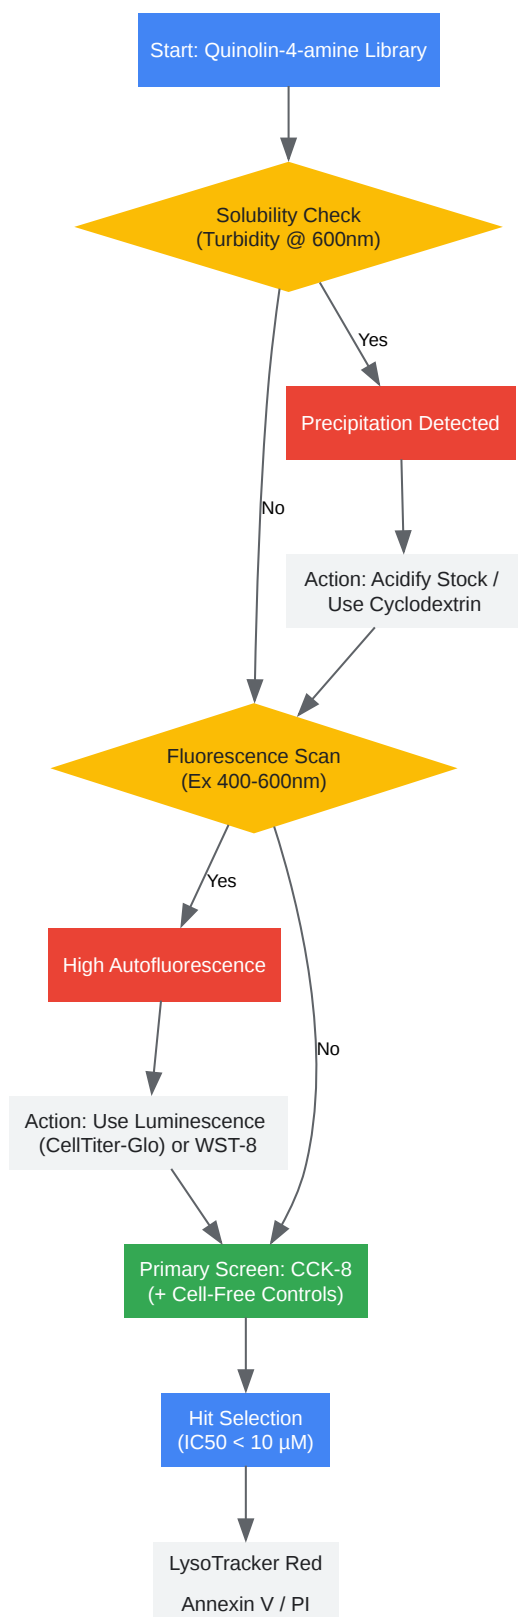 Start: Quinolin-4-amine Library
Solubility Check
(Turbidity @ 600nm)
Yes
Precipitation Detected
No
Action: Acidify Stock /
Use Cyclodextrin
Fluorescence Scan
(Ex 400-600nm)
Yes
High Autofluorescence
No
Action: Use Luminescence
(CellTiter-Glo) or WST-8
Primary Screen: CCK-8
(+ Cell-Free Controls)
Hit Selection
(IC50 < 10 µM)
LysoTracker Red
Annexin V / PI